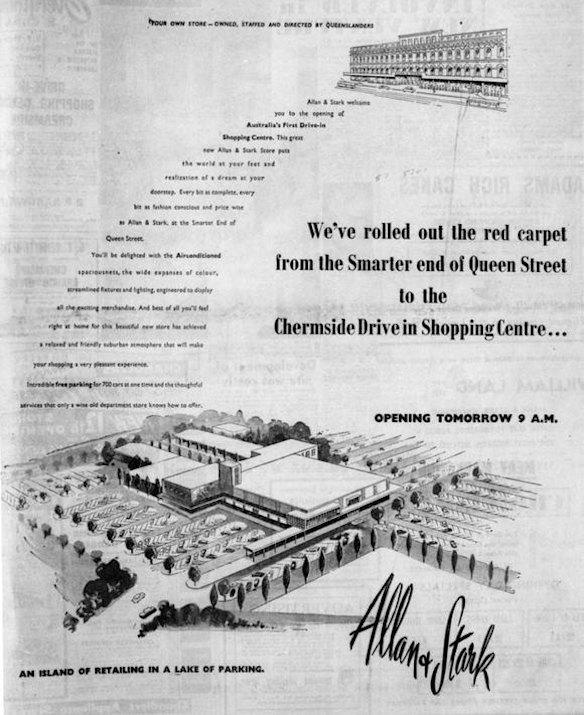 YOUR OWN STORE — OWNED, STAFFED AND DIRECTED BY QUEENSLANDERS
Allan & Stark welcome
you to the opening of
Australia's First Drive-in
Shopping Centre. This great
new Allan & Stark Store puts
the world at your feet and
realization of a dream at your
doorstep. Every bit as complete, every
bit as fashion conscious and price wise
as Allan & Stark, at the Smarter End of
Queen Street.
You'll be delighted with the Airconditioned
spaciousness, the wide expanses of colour,
streamlined fixtures and lighting, engineered to display
all the exciting merchandise. And best of all you'll feel
right at home for this beautiful new store has achieved
a relaxed and friendly suburban atmosphere that will make
your shopping a very pleasant experience.
Incredible free parking for 700 cars at one time and the thoughtful
services that only a wise old department store knows how to offer.
We've rolled out the red carpet
from the Smarter end of Queen Street
to the
Chermside Drive in Shopping Centre...
OPENING TOMORROW 9 A.M.
Allan & Stark
AN ISLAND OF RETAILING IN A LAKE OF PARKING.